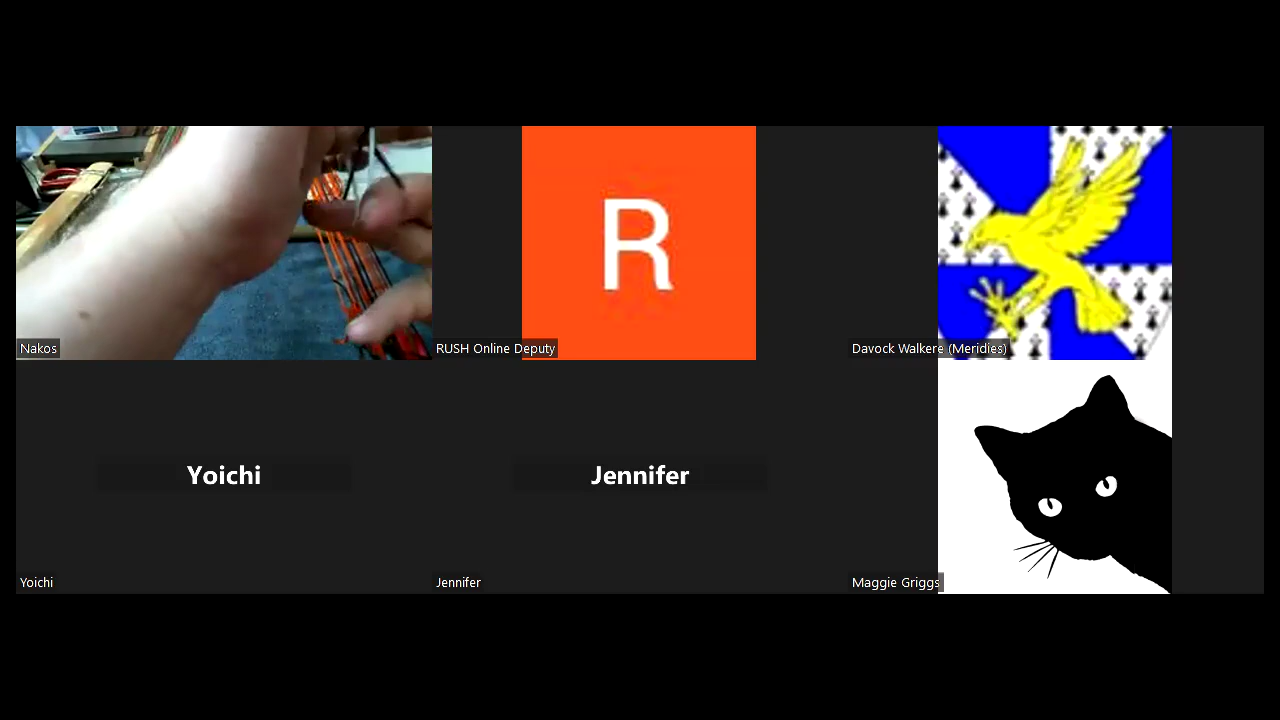 R
Nakos
RUSH Online Deputy
Davock Walkere (Meridies)
Yoichi
Jennifer
Yoichi
Jennifer
Maggie Griggs